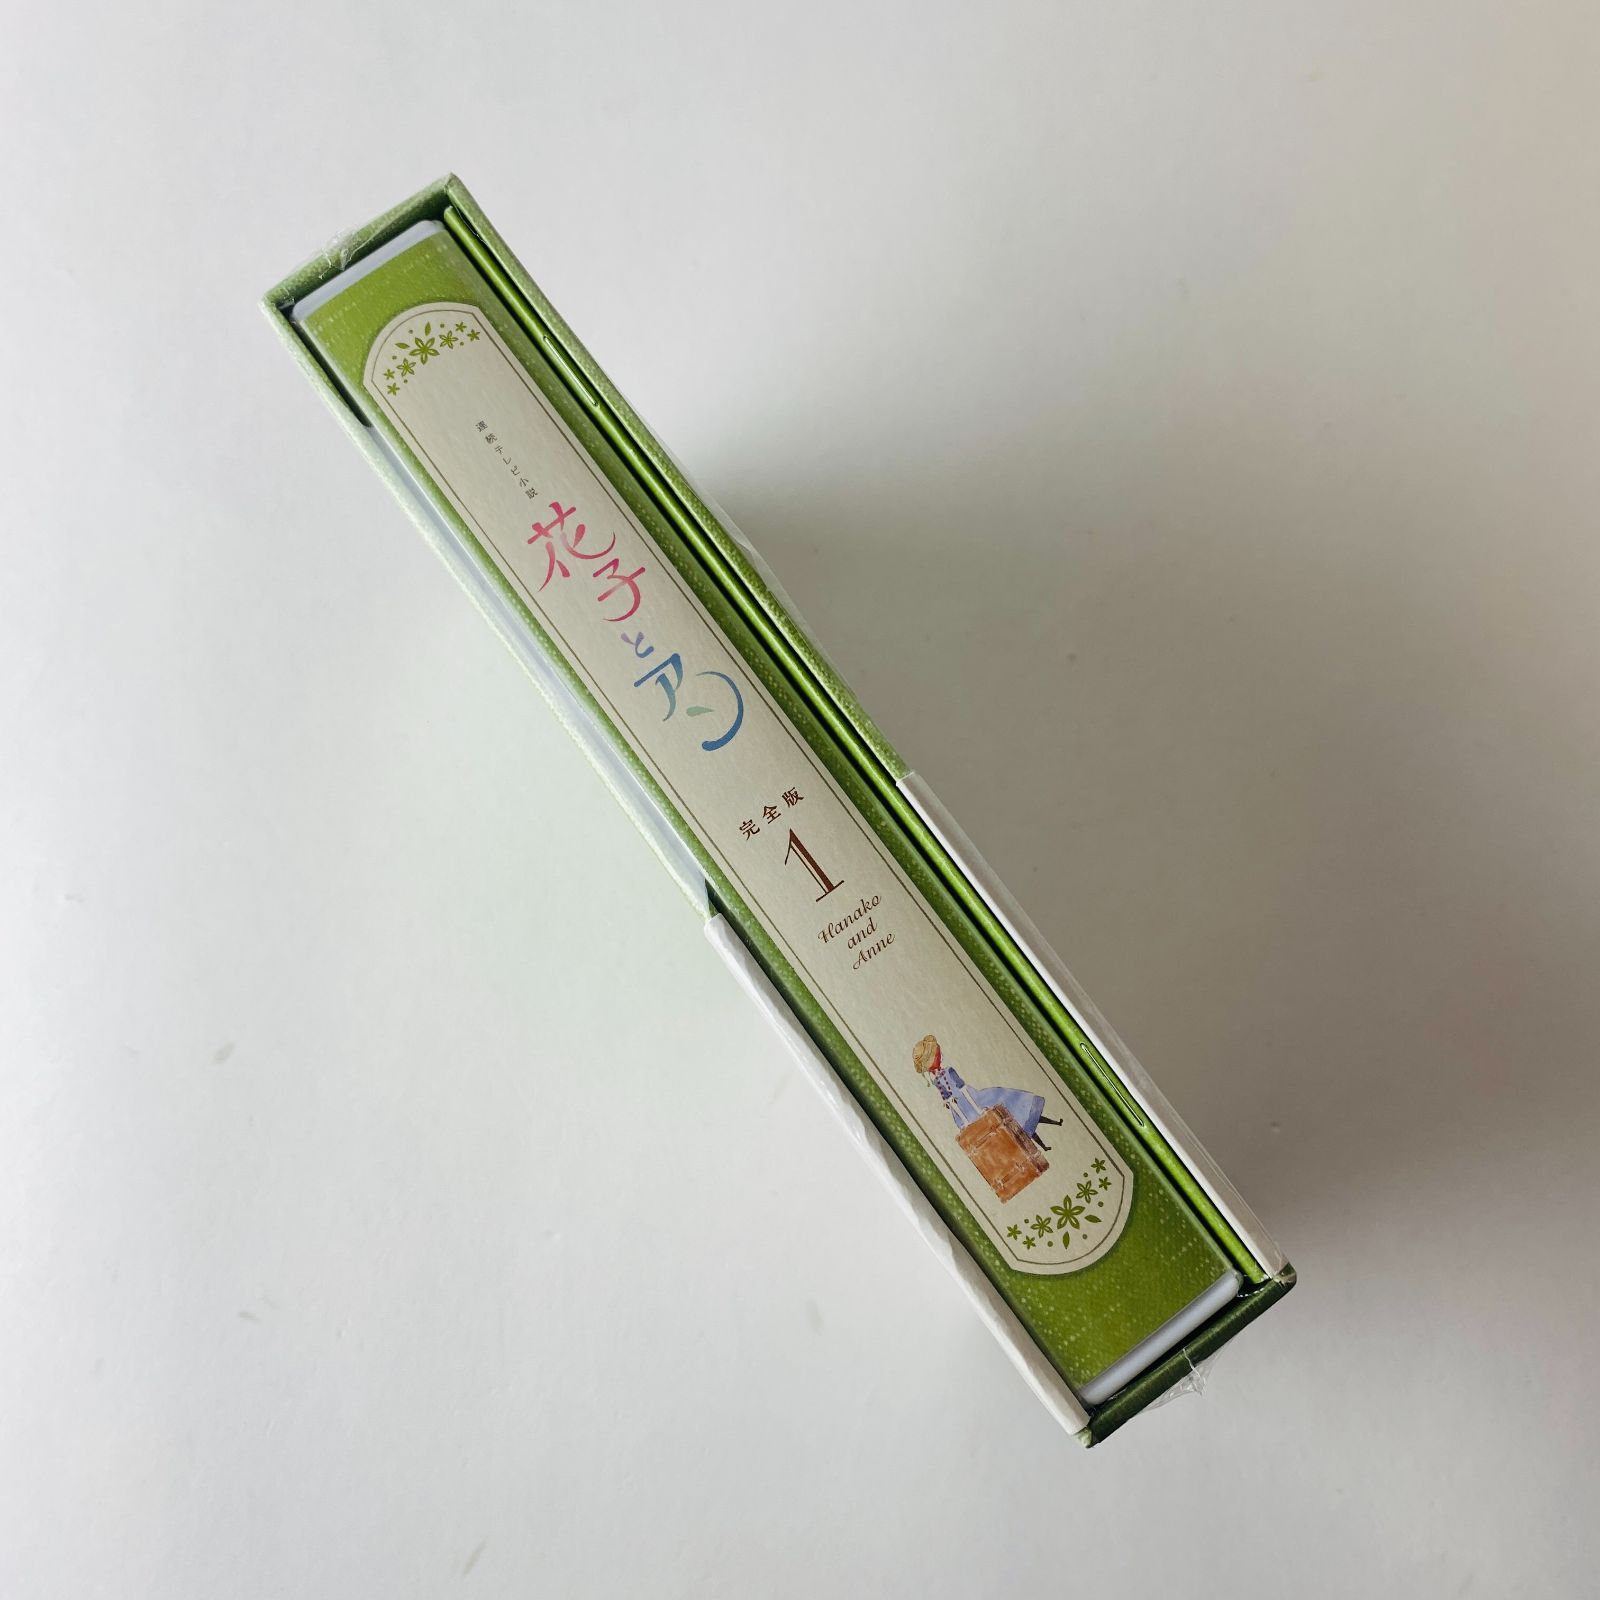 連続テレビ小説
花子とアン
完全版
1
Hanako
and
Anne